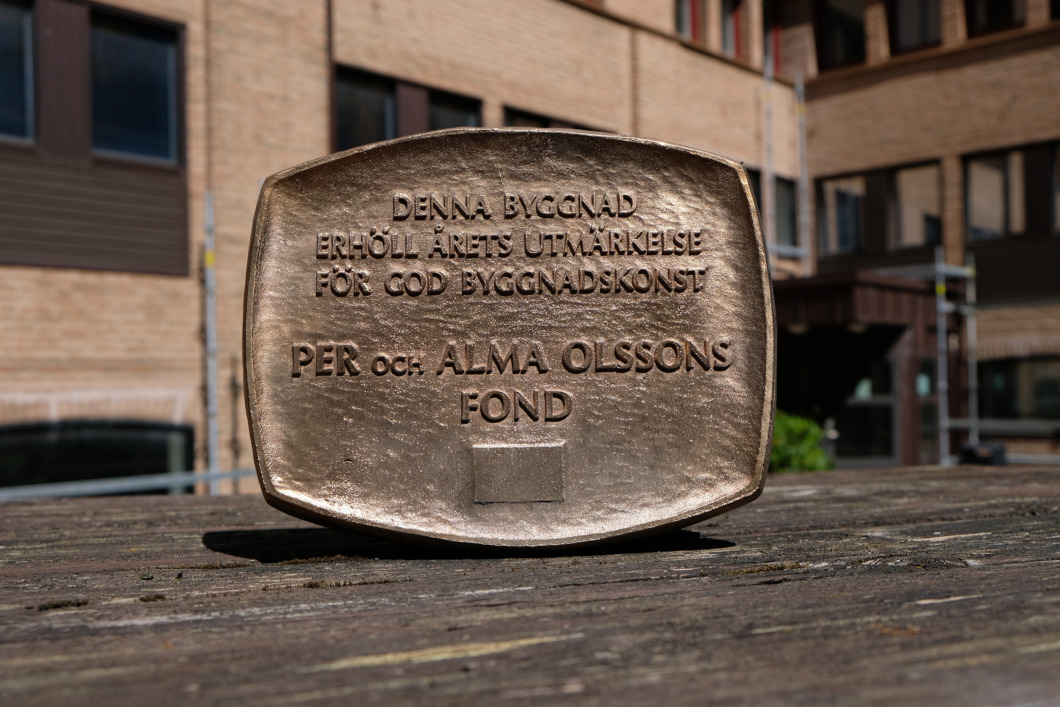 DENNA BYGGNAD
ERHÖLL ÅRETS UTMÄRKELSE
FÖR GOD BYGGNADSKONST
PER OCH ALMA OLSSONS
FOND